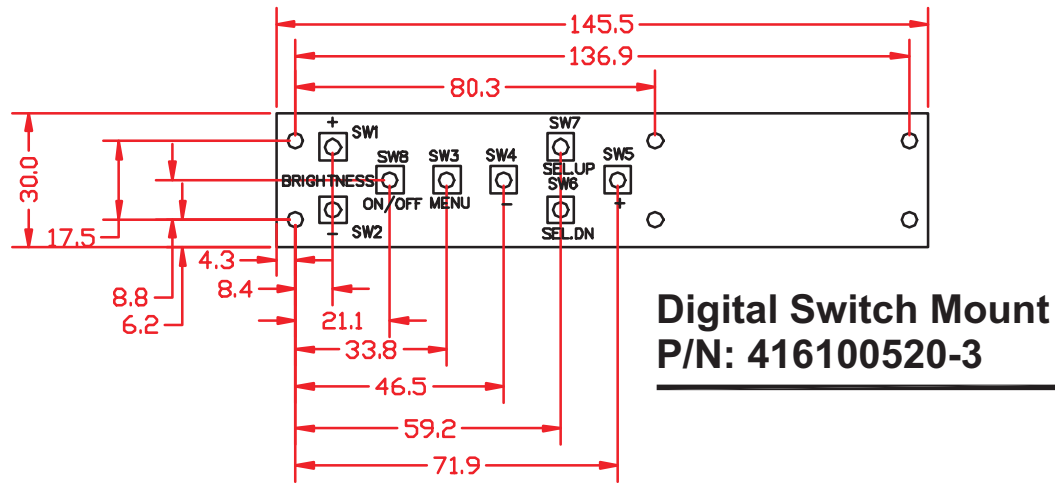 145.5
136.9
80.3
30.0
17.5
+
SW1
SW7
SW8
SW3
SW4
SEL.UP
SW5
BRIGHTNESS
SW6
ON/OFF
MENU
-
+
-
SW2
SEL.DN
4.3
8.8
8.4
6.2
21.1
33.8
46.5
59.2
71.9
Digital Switch Mount
P/N: 416100520-3